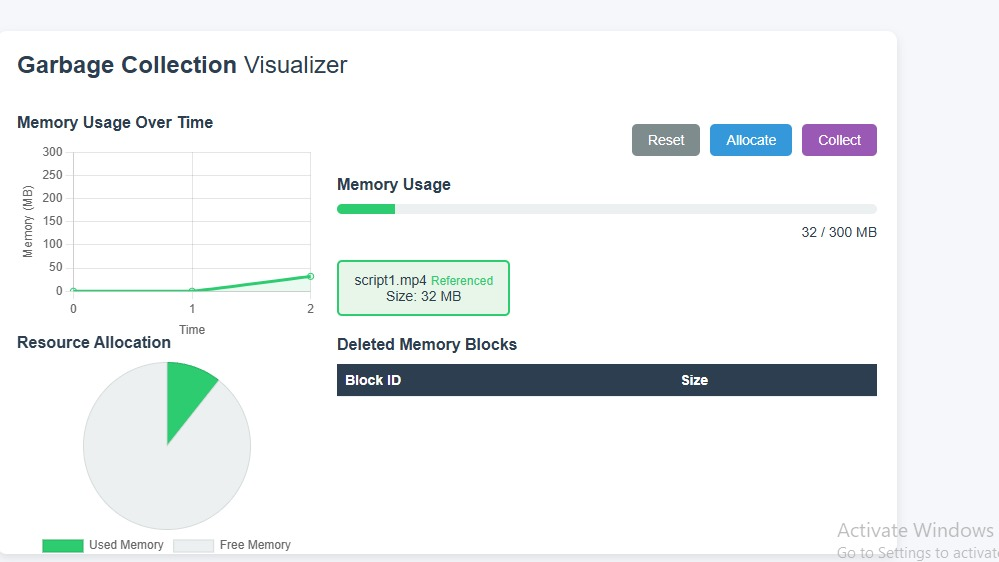 Garbage Collection Visualizer
Memory Usage Over Time
Reset Allocate Collect
300
250
200
150
100
50
0
Memory (MB)
0 1 2
Time
Memory Usage
32 / 300 MB
script1.mp4 Referenced
Size: 32 MB
Resource Allocation
Used Memory Free Memory
Deleted Memory Blocks
Block ID Size
Activate Windows
Go to Settings to activat